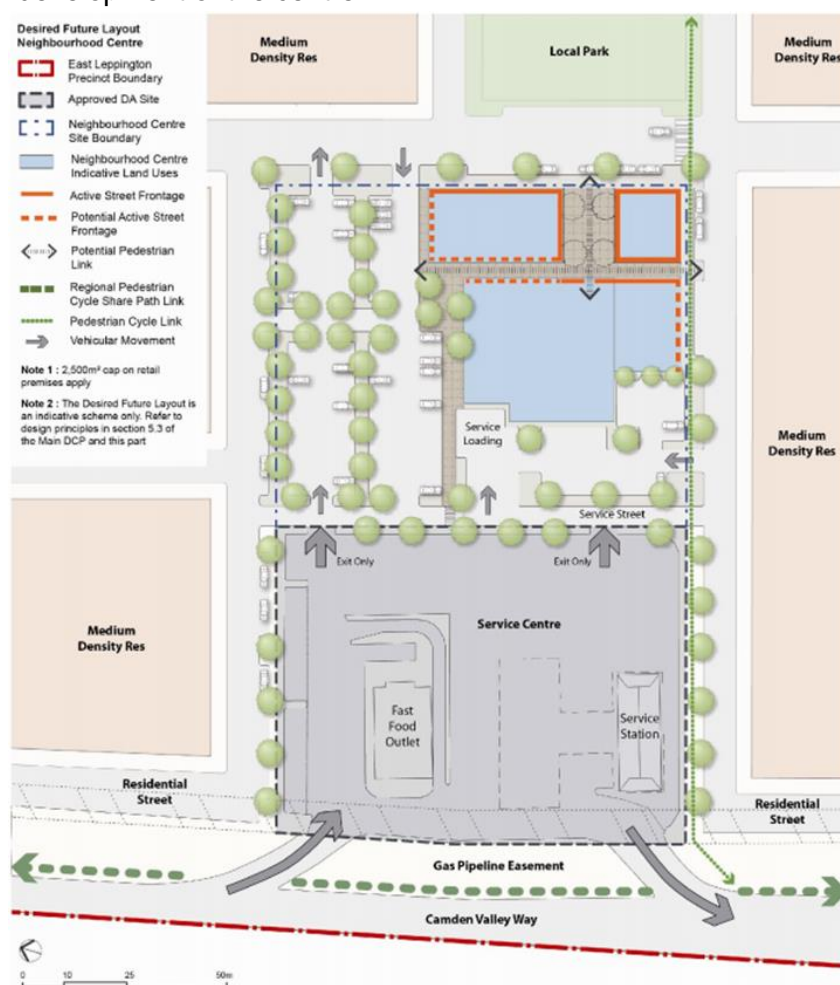 Desired Future Layout
Neighbourhood Centre
East Leppington
Precinct Boundary
Approved DA Site
Neighbourhood Centre
Site Boundary
Neighbourhood Centre
Indicative Land Uses
Active Street Frontage
Potential Active Street
Frontage
Potential Pedestrian
Link
Regional Pedestrian
Cycle Share Path Link
Pedestrian Cycle Link
Vehicular Movement
Note 1 : 2,500m² cap on retail
premises apply
Note 2 : The Desired Future Layout is
an indicative scheme only. Refer to
design principles in section 5.3 of
the Main DCP and this part
Medium
Density Res
Local Park
Medium
Density Res
Service
Loading
Medium
Density Res
Service Street
Exit Only
Exit Only
Service Centre
Medium
Density Res
Fast
Food
Outlet
Service
Station
Residential
Street
Residential
Street
Gas Pipeline Easement
Camden Valley Way
0 10 25 50m